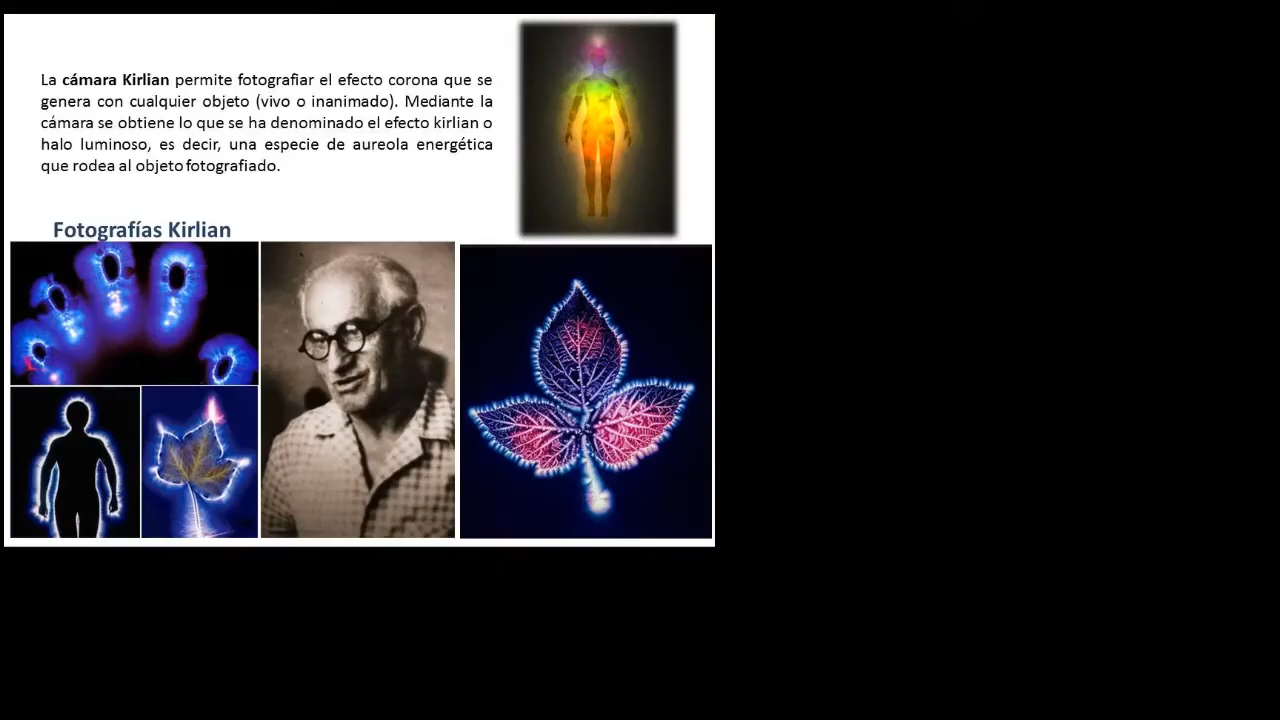 La cámara Kirlian permite fotografiar el efecto corona que se
genera con cualquier objeto (vivo o inanimado). Mediante la
cámara se obtiene lo que se ha denominado el efecto kirlian o
halo luminoso, es decir, una especie de aureola energética
que rodea al objeto fotografiado.
Fotografías Kirlian